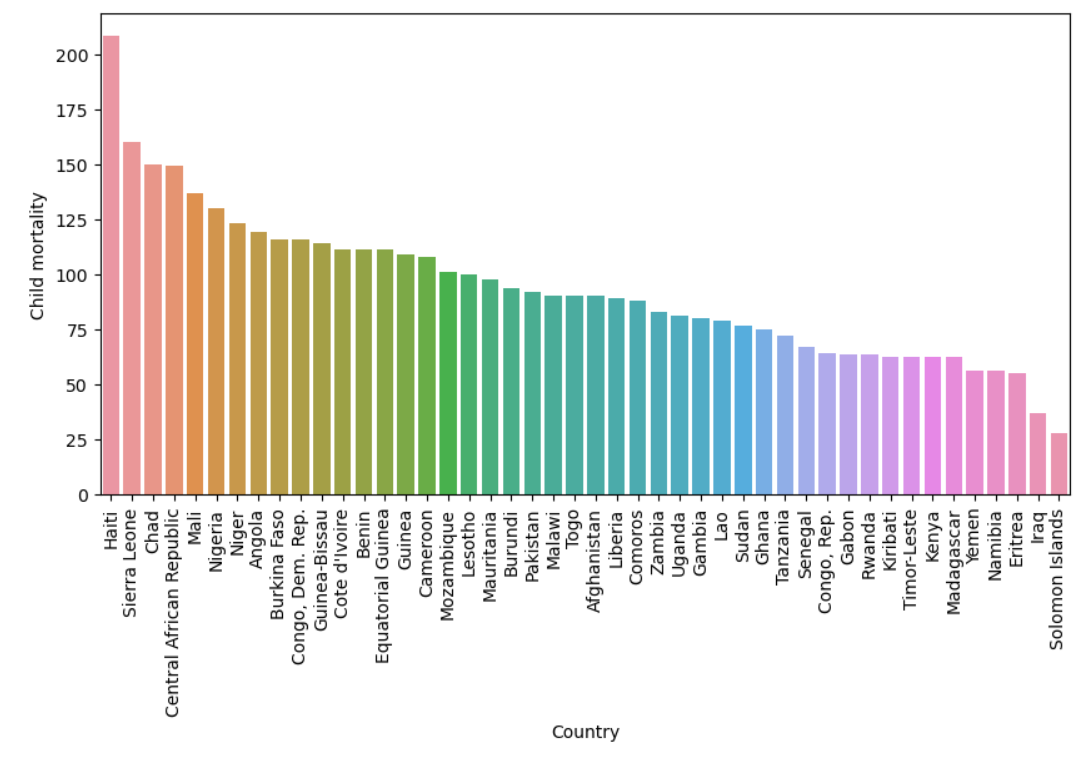 200
175
150
125
100
75
50
25
0
Child mortality
Haiti
Sierra Leone
Chad
Central African Republic
Mali
Nigeria
Niger
Angola
Burkina Faso
Congo, Dem. Rep.
Guinea-Bissau
Cote d'Ivoire
Benin
Equatorial Guinea
Guinea
Cameroon
Mozambique
Lesotho
Mauritania
Burundi
Pakistan
Malawi
Togo
Afghanistan
Liberia
Comoros
Zambia
Uganda
Gambia
Lao
Sudan
Ghana
Tanzania
Senegal
Congo, Rep.
Gabon
Rwanda
Kiribati
Timor-Leste
Kenya
Madagascar
Yemen
Namibia
Eritrea
Iraq
Solomon Islands
Country